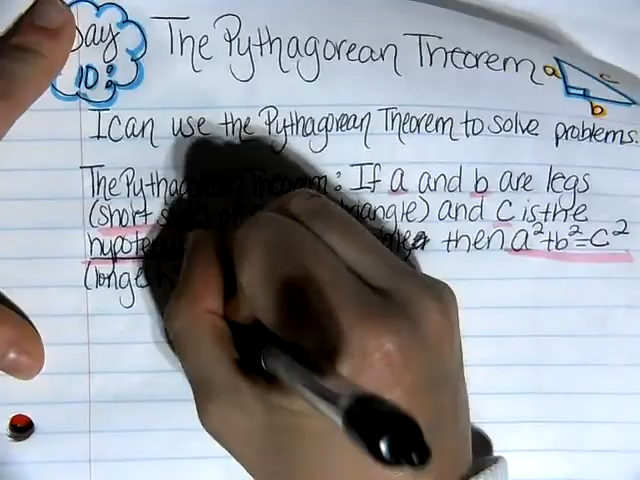 Day
10:
The Pythagorean Theorem
a c
b
I can use the Pythagorean Theorem to solve problems.
The Pythag Theorem: If a and b are legs
(short triangle) and c is the
hypote then a²+b²=c²
(longe